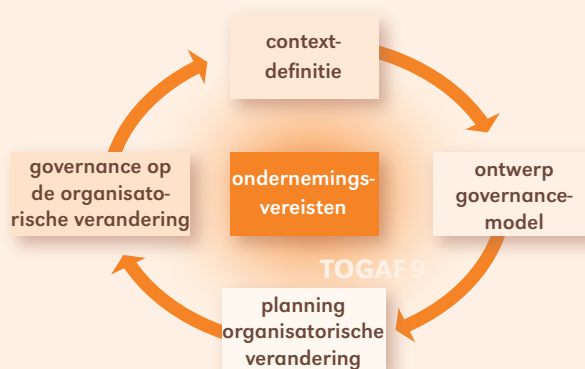 context-
definitie
governance op
de organisato-
rische verandering
ondernemings-
vereisten
ontwerp
governance-
model
TOGAF 9
planning
organisatorische
verandering